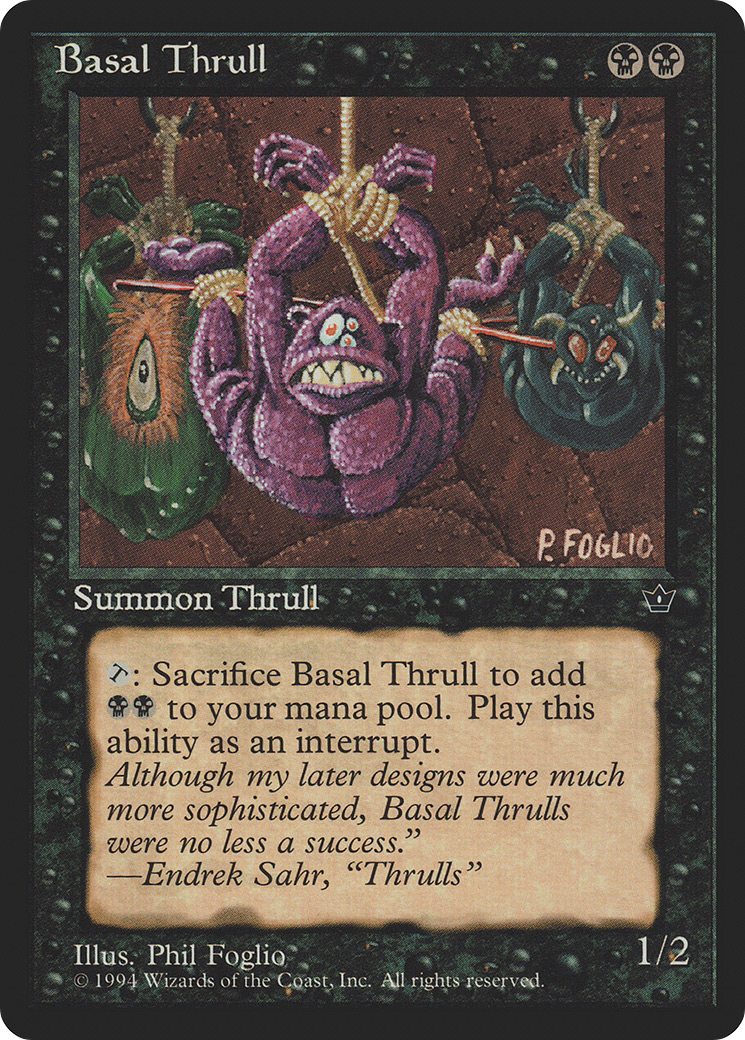 Basal Thrull
P. FOGLIO
Summon Thrull
T: Sacrifice Basal Thrull to add
to your mana pool. Play this
ability as an interrupt.
Although my later designs were much
more sophisticated, Basal Thrulls
were no less a success.”
—Endrek Sahr, “Thrulls”
Illus. Phil Foglio
1/2
© 1994 Wizards of the Coast, Inc. All rights reserved.